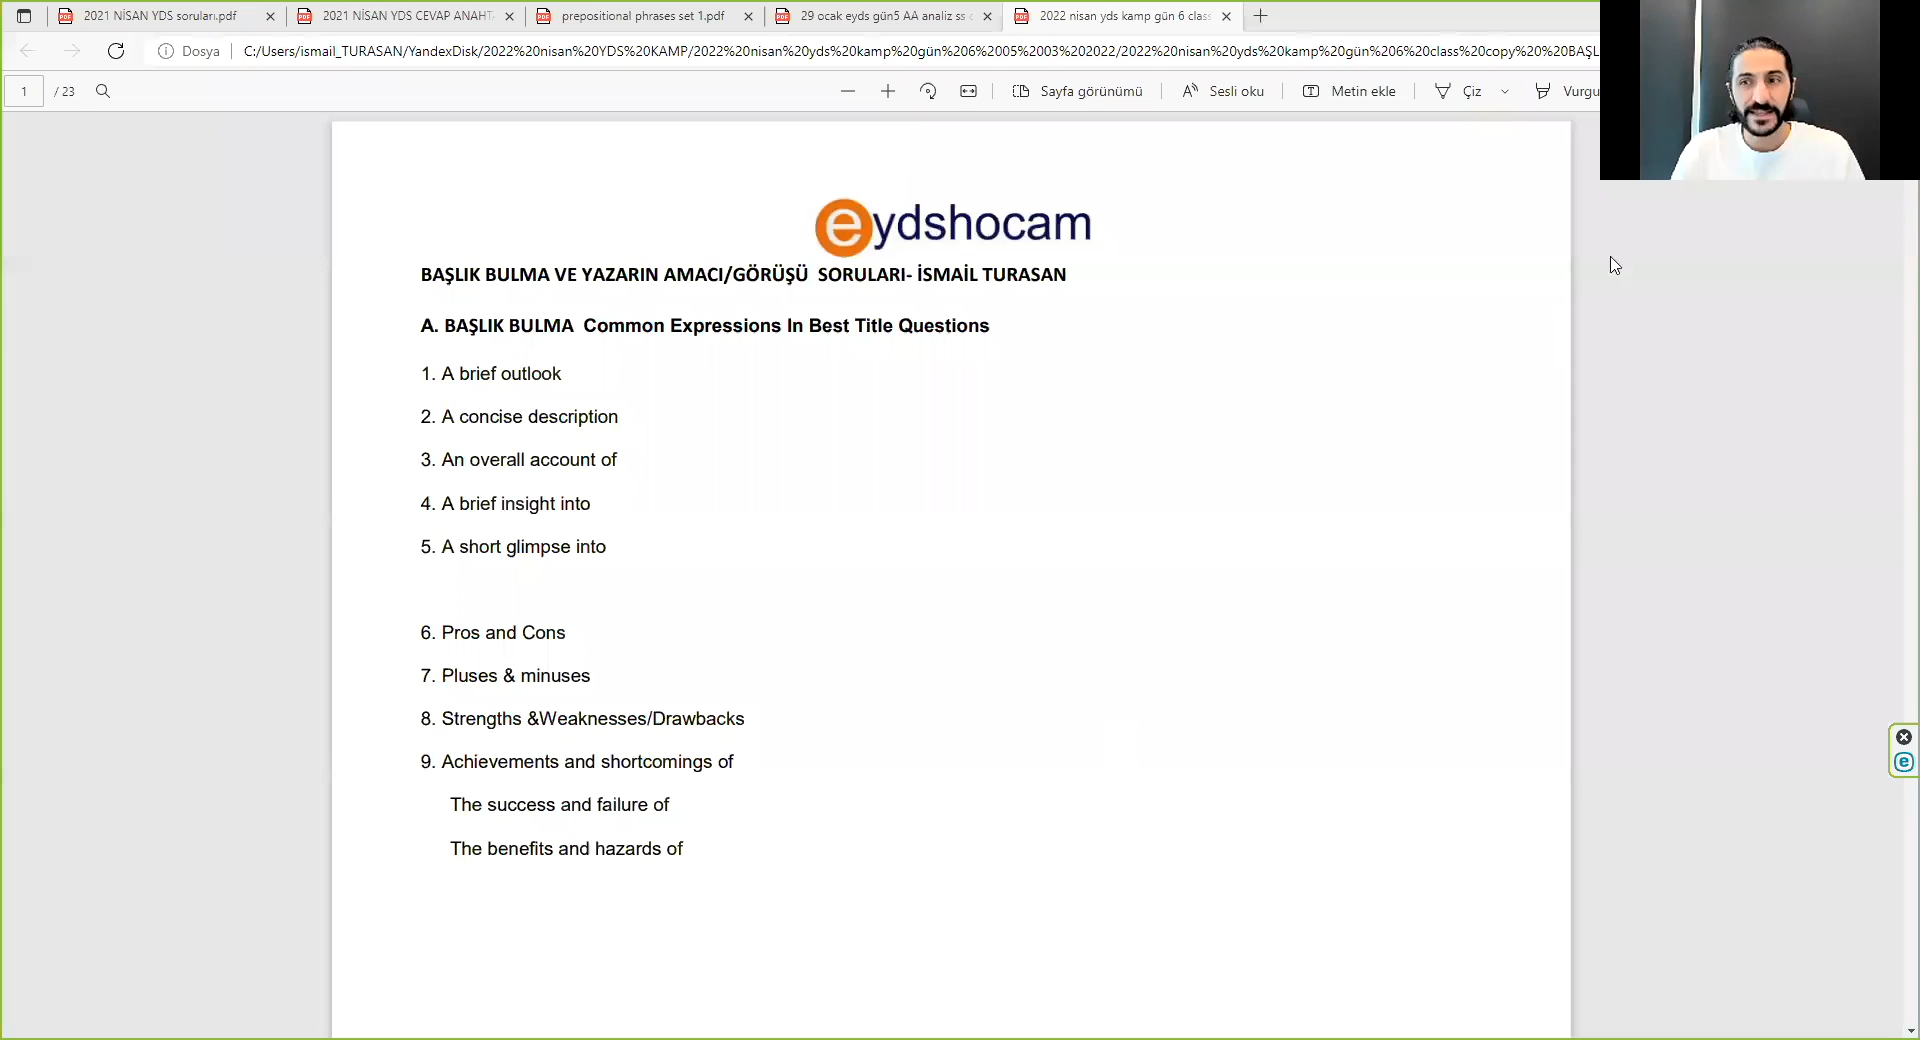 2021 NİSAN YDS soruları.pdf
2021 NİSAN YDS CEVAP ANAHT
prepositional phrases set 1.pdf
29 ocak eyds gün5 AA analiz ss
2022 nisan yds kamp gün 6 class
Dosya
C:/Users/ismail_TURASAN/YandexDisk/2022%20nisan%20YDS%20KAMP/2022%20nisan%20yds%20kamp%20gün%206%2005%2003%202022/2022%20nisan%20yds%20kamp%20gün%206%20class%20copy%20%20BAŞL
1 / 23
Sayfa görünümü
Sesli oku
Metin ekle
Çiz
Vurgu
eydshocam
BAŞLIK BULMA VE YAZARIN AMACI/GÖRÜŞÜ SORULARI- İSMAİL TURASAN
A. BAŞLIK BULMA Common Expressions In Best Title Questions
1. A brief outlook
2. A concise description
3. An overall account of
4. A brief insight into
5. A short glimpse into
6. Pros and Cons
7. Pluses & minuses
8. Strengths &Weaknesses/Drawbacks
9. Achievements and shortcomings of
The success and failure of
The benefits and hazards of